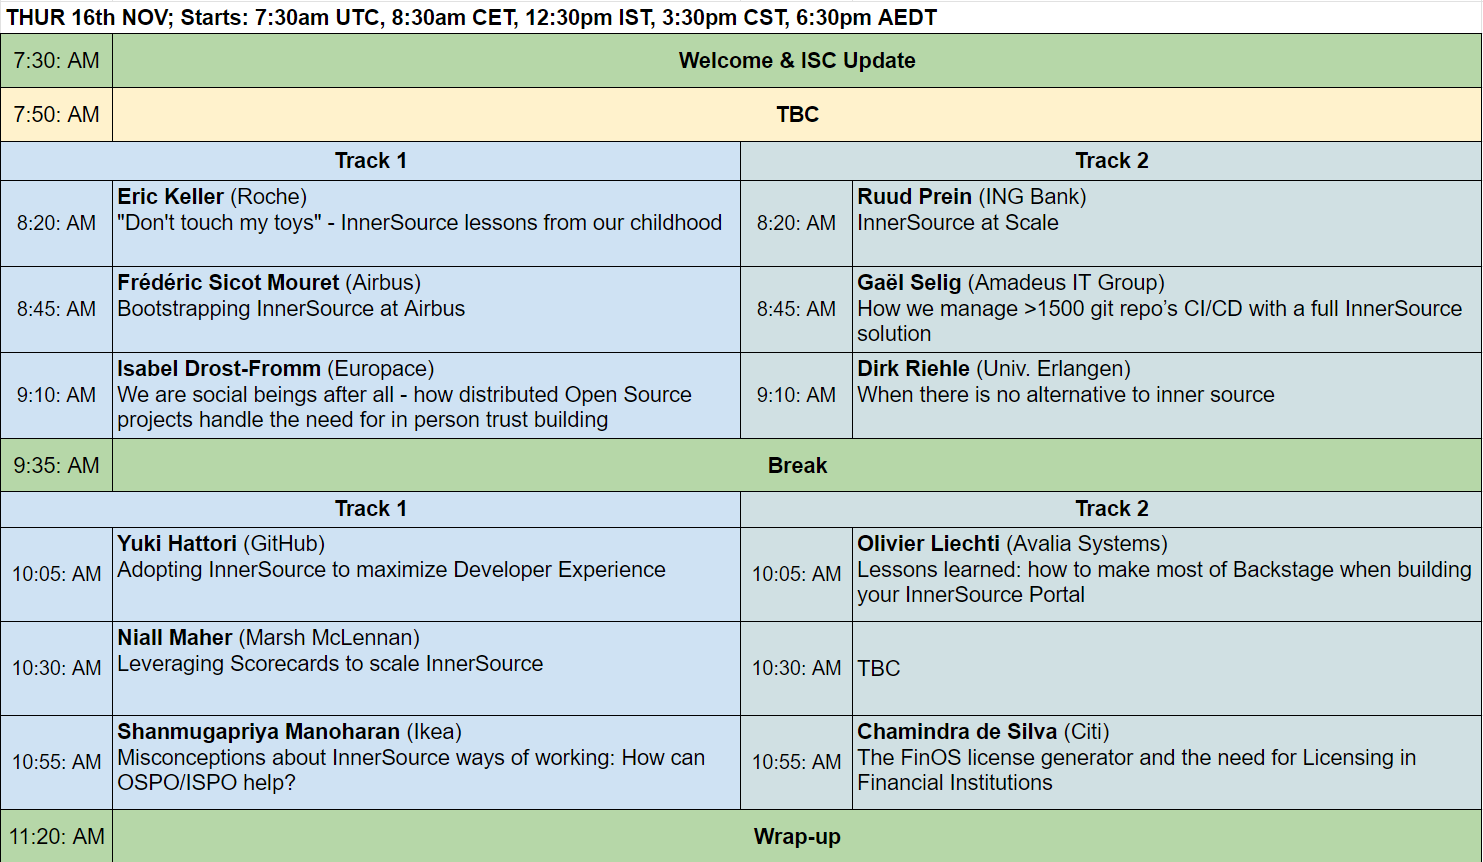 THUR 16th NOV; Starts: 7:30am UTC, 8:30am CET, 12:30pm IST, 3:30pm CST, 6:30pm AEDT
7:30: AM
Welcome & ISC Update
7:50: AM
TBC
Track 1
Track 2
8:20: AM
Eric Keller (Roche)
"Don't touch my toys" - InnerSource lessons from our childhood
8:20: AM
Ruud Prein (ING Bank)
InnerSource at Scale
8:45: AM
Frédéric Sicot Mouret (Airbus)
Bootstrapping InnerSource at Airbus
8:45: AM
Gaël Selig (Amadeus IT Group)
How we manage >1500 git repo’s CI/CD with a full InnerSource
solution
9:10: AM
Isabel Drost-Fromm (Europace)
We are social beings after all - how distributed Open Source
projects handle the need for in person trust building
9:10: AM
Dirk Riehle (Univ. Erlangen)
When there is no alternative to inner source
9:35: AM
Break
Track 1
Track 2
10:05: AM
Yuki Hattori (GitHub)
Adopting InnerSource to maximize Developer Experience
10:05: AM
Olivier Liechti (Avalia Systems)
Lessons learned: how to make most of Backstage when building
your InnerSource Portal
10:30: AM
Niall Maher (Marsh McLennan)
Leveraging Scorecards to scale InnerSource
10:30: AM
TBC
10:55: AM
Shanmugapriya Manoharan (Ikea)
Misconceptions about InnerSource ways of working: How can
OSPO/ISPO help?
10:55: AM
Chamindra de Silva (Citi)
The FinOS license generator and the need for Licensing in
Financial Institutions
11:20: AM
Wrap-up